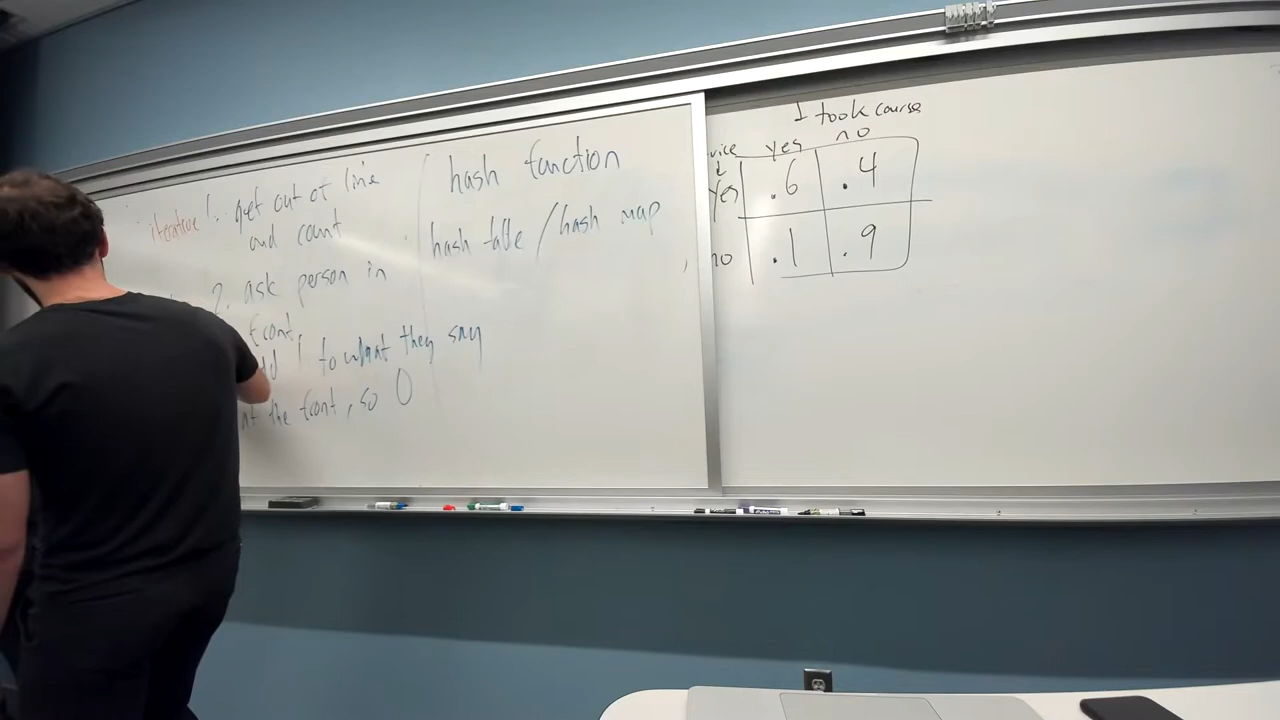 iterative 1. get out of line
and count
2. ask person in
front,
1 to what they say
at the front, so 0
hash function
hash table / hash map
I took course
yes no
yes .6 .4
no .1 .9